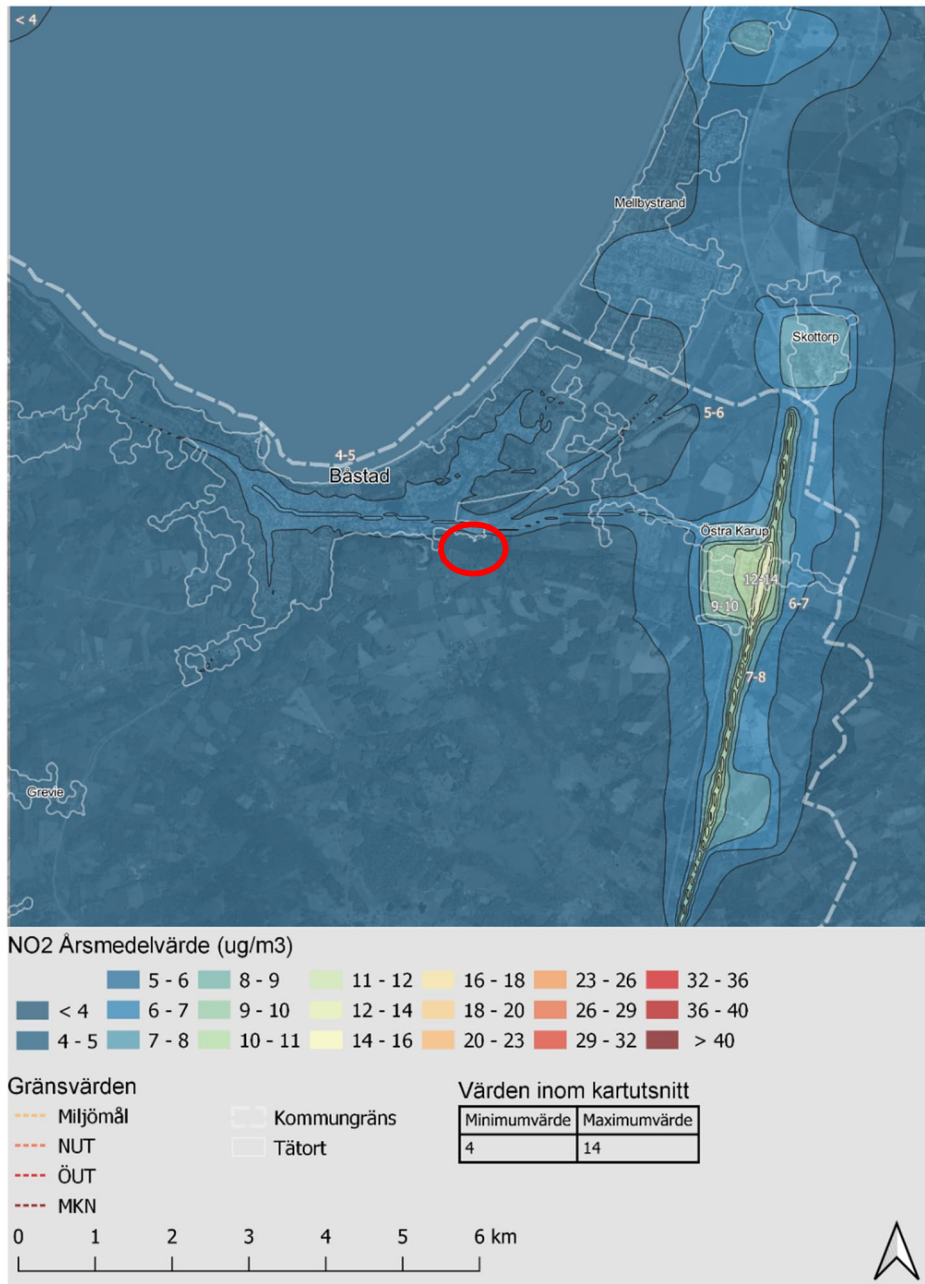 < 4
Mellbystrand
Skottorp
5-6
4-5
Båstad
Östra Karup
12-14
9-10
6-7
7-8
Grevie
NO2 Årsmedelvärde (ug/m3)
5 - 6 8 - 9 11 - 12 16 - 18 23 - 26 32 - 36
< 4 6 - 7 9 - 10 12 - 14 18 - 20 26 - 29 36 - 40
4 - 5 7 - 8 10 - 11 14 - 16 20 - 23 29 - 32 > 40
Gränsvärden
Miljömål
NUT
ÖUT
MKN
Kommungräns
Tätort
Värden inom kartutsnitt
Minimumvärde Maximumvärde
4 14
0 1 2 3 4 5 6 km